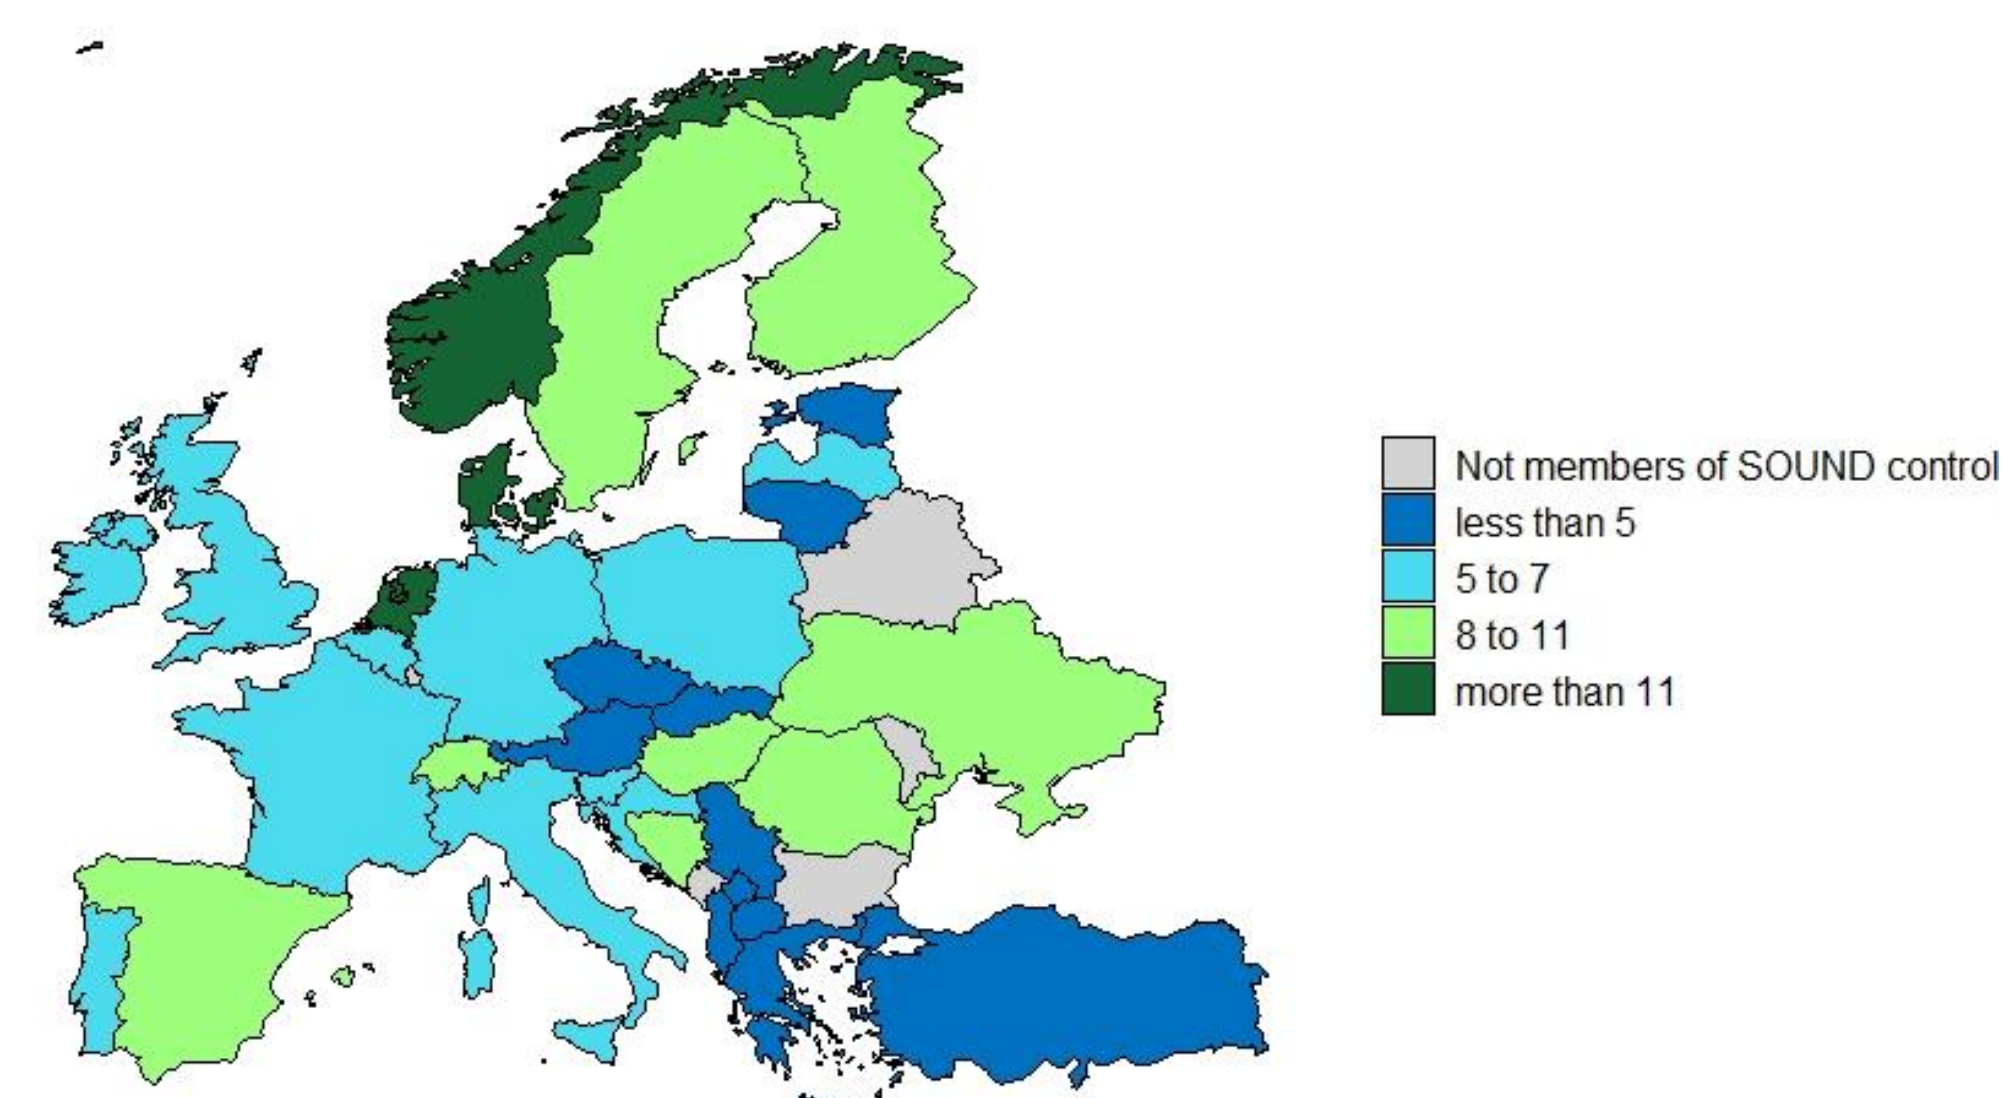 Not members of SOUND control
less than 5
5 to 7
8 to 11
more than 11